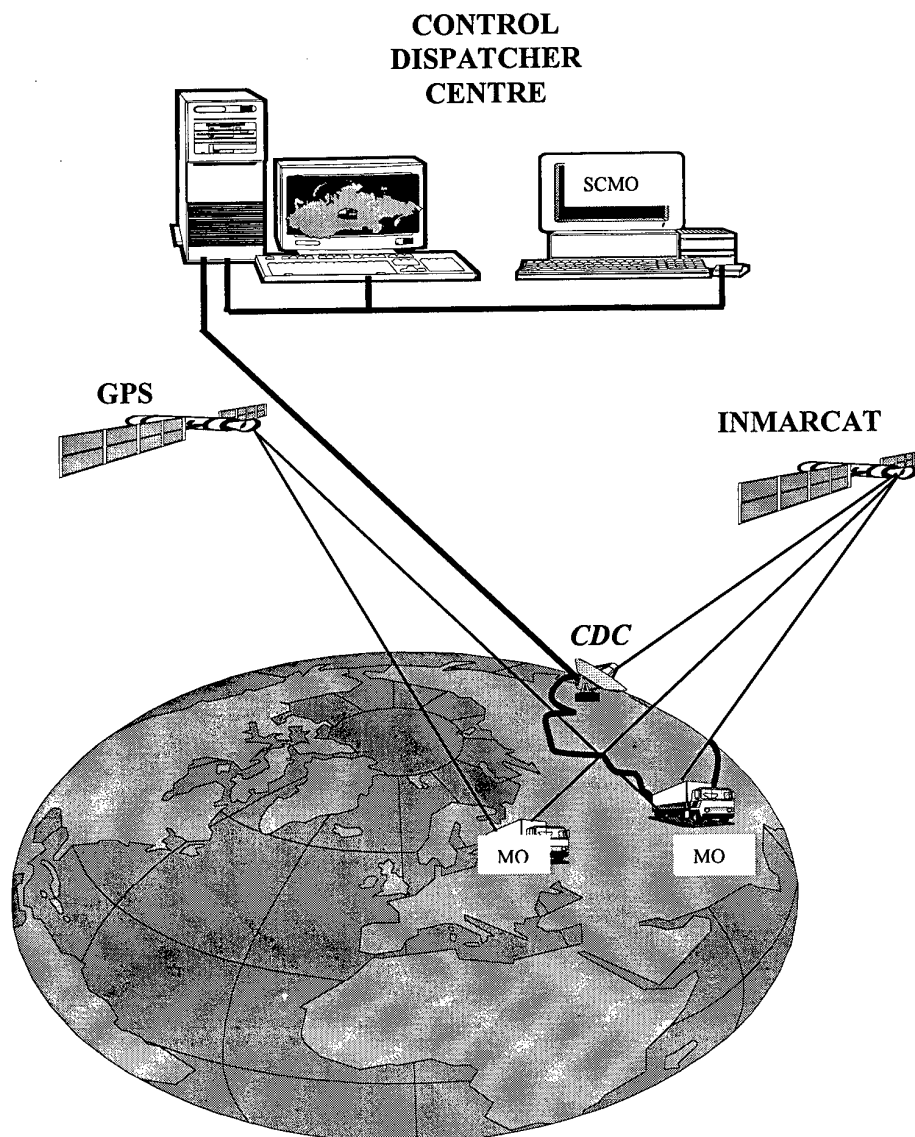 CONTROL
DISPATCHER
CENTRE
SCMO
GPS
INMARCAT
CDC
MO
MO